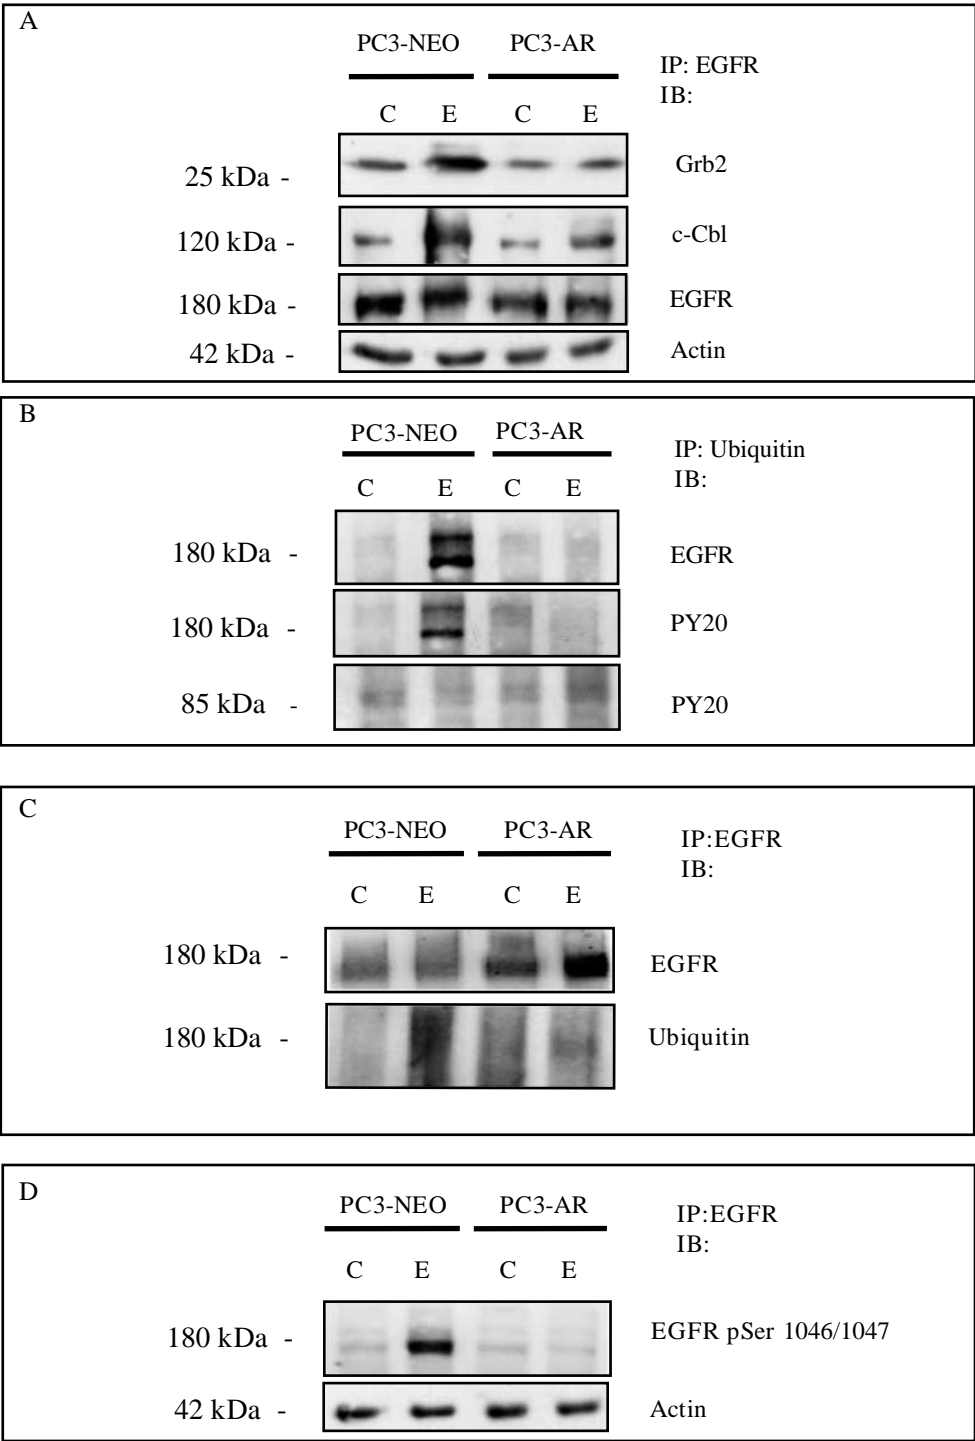 A
PC3-NEO PC3-AR
IP: EGFR
IB:
C E C E
25 kDa - Grb2
120 kDa - c-Cbl
180 kDa - EGFR
42 kDa - Actin
B
PC3-NEO PC3-AR
IP: Ubiquitin
IB:
C E C E
180 kDa - EGFR
180 kDa - PY20
85 kDa - PY20
C
PC3-NEO PC3-AR
IP:EGFR
IB:
C E C E
180 kDa - EGFR
180 kDa - Ubiquitin
D
PC3-NEO PC3-AR
IP:EGFR
IB:
C E C E
180 kDa - EGFR pSer 1046/1047
42 kDa - Actin